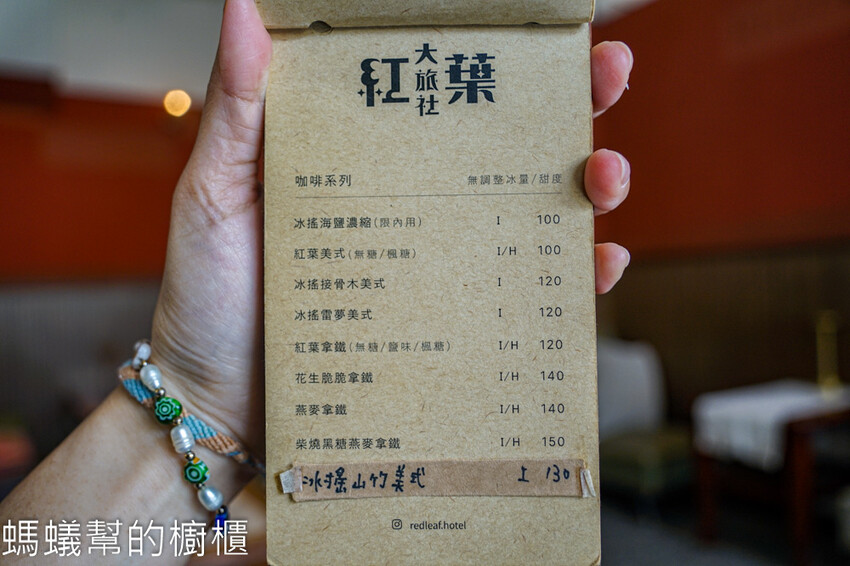 紅葉
大旅社
咖啡系列 無調整冰量/甜度
冰搖海鹽濃縮(限內用) I 100
紅葉美式(無糖/楓糖) I/H 100
冰搖接骨木美式 I 120
冰搖雷夢美式 I 120
紅葉拿鐵(無糖/鹽味/楓糖) I/H 120
花生脆脆拿鐵 I/H 140
燕麥拿鐵 I/H 140
柴燒黑糖燕麥拿鐵 I/H 150
冰搖山竹美式 I 130
redleaf.hotel
螞蟻幫的櫥櫃